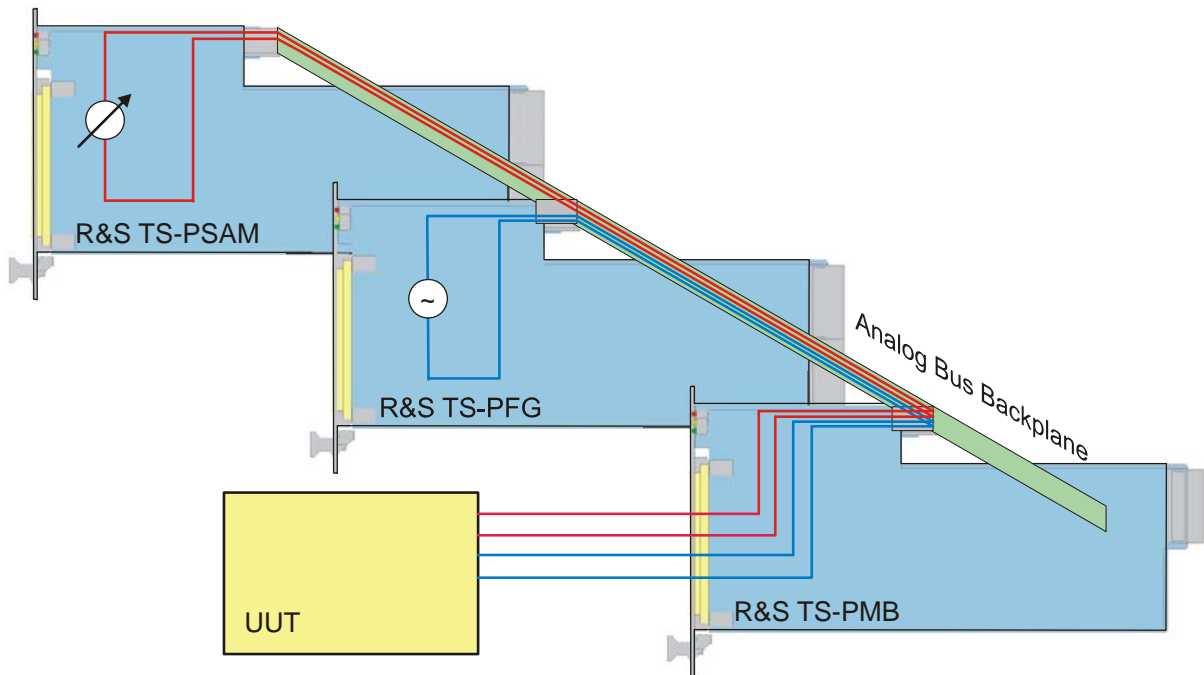 R&S TS-PSAM
~
R&S TS-PFG
Analog Bus Backplane
UUT
R&S TS-PMB